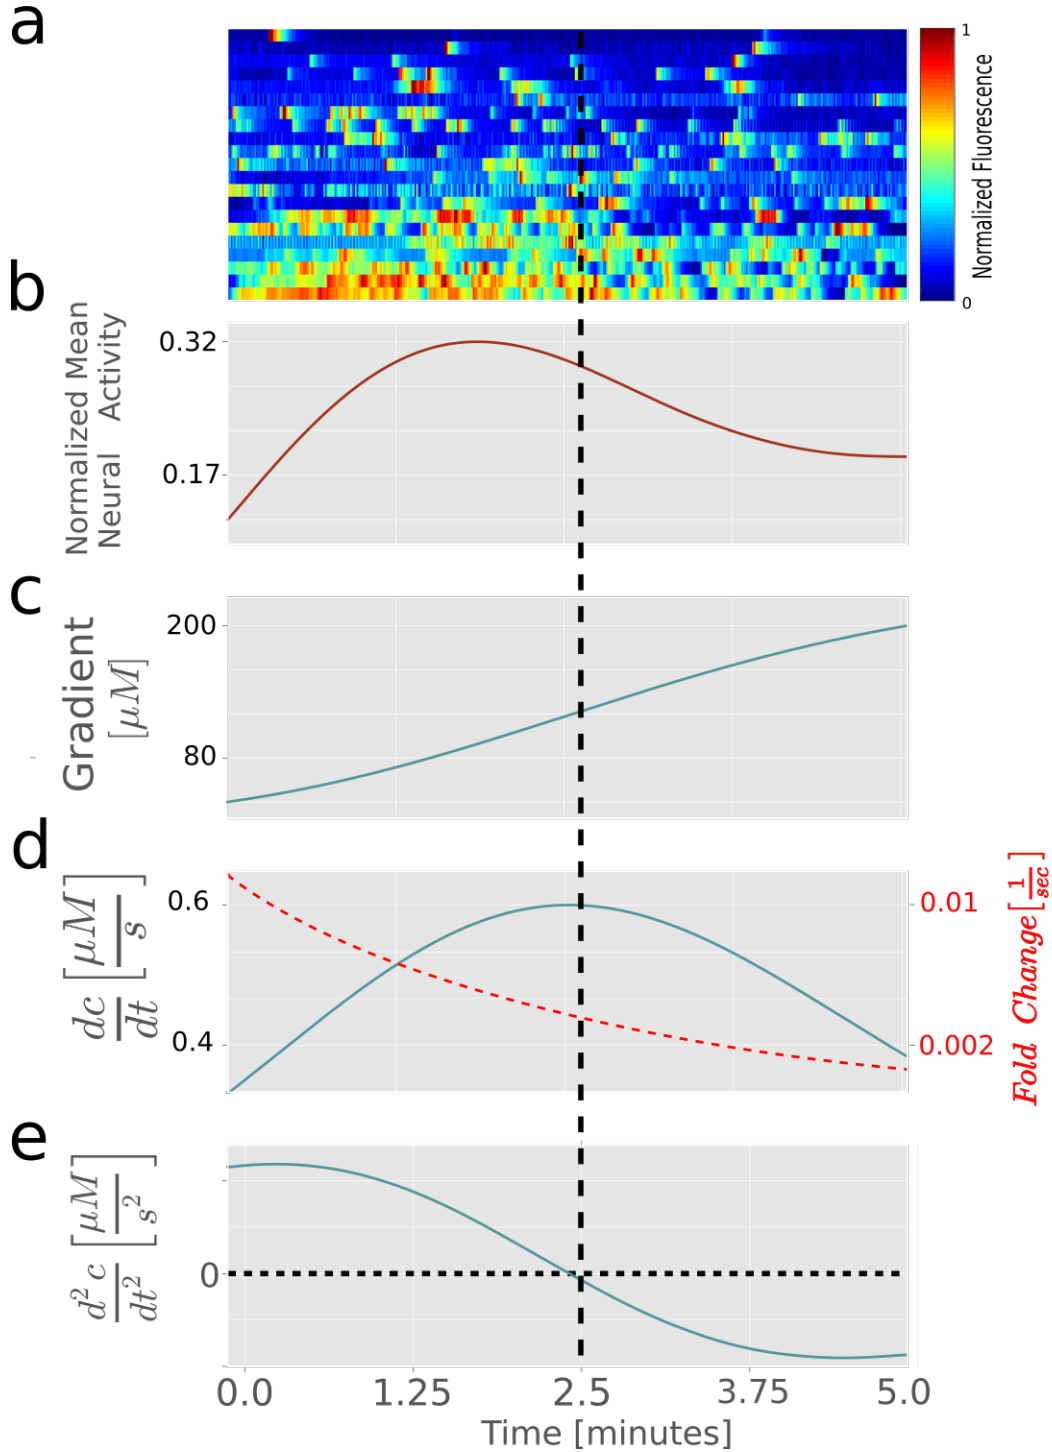 a
1
Normalized Fluorescence
0
b
Normalized Mean
Neural Activity
0.32
0.17
c
Gradient
[μM]
200
80
d
dc/dt [μM/s]
0.6
0.4
0.01
0.002
Fold Change[1/sec]
e
d² c/dt² [μM/s²]
0
0.0 1.25 2.5 3.75 5.0
Time [minutes]